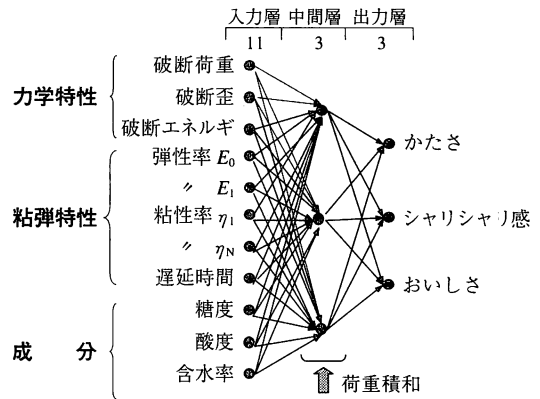 入力層 中間層 出力層
11 3 3
破断荷重
力学特性 破断歪
破断エネルギ
弾性率 E₀
〃 E₁
粘弾特性 粘性率 η₁
〃 ηN
遅延時間
糖度
成 分 酸度
含水率
かたさ
シャリシャリ感
おいしさ
荷重積和